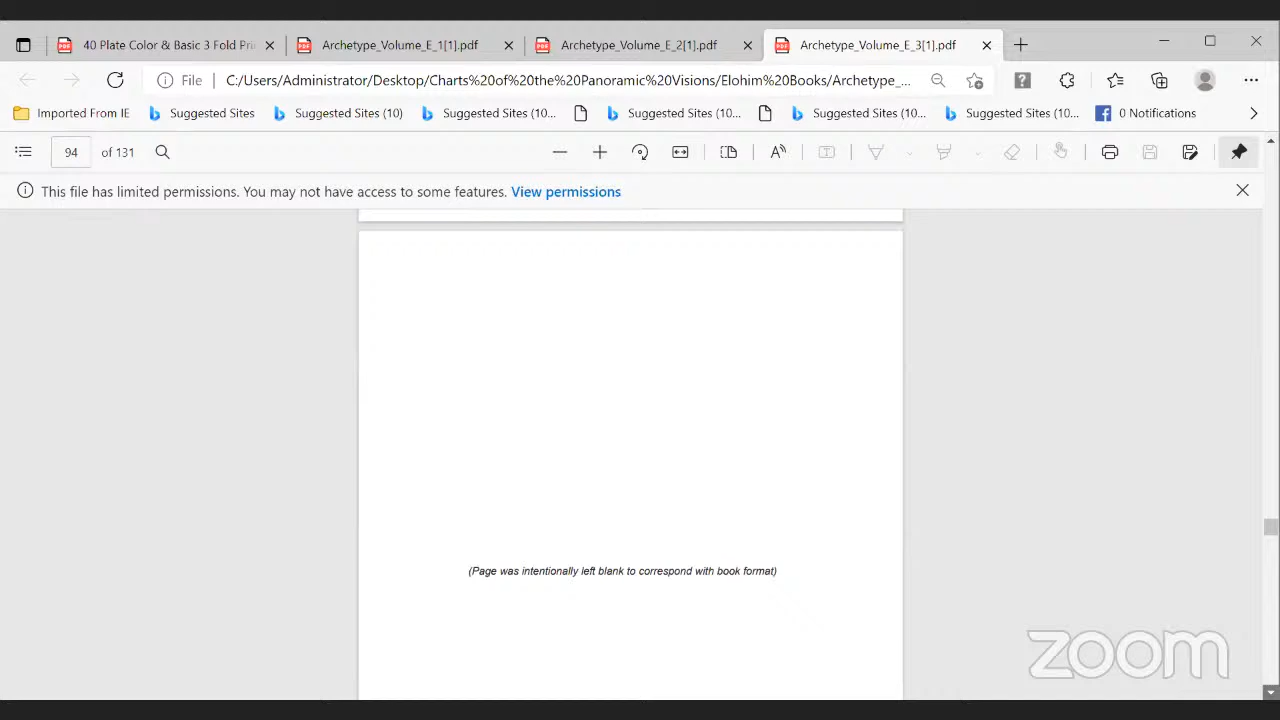 40 Plate Color & Basic 3 Fold Pri
Archetype_Volume_E_1[1].pdf
Archetype_Volume_E_2[1].pdf
Archetype_Volume_E_3[1].pdf
File
C:/Users/Administrator/Desktop/Charts%20of%20the%20Panoramic%20Visions/Elohim%20Books/Archetype_...
Imported From IE
Suggested Sites
Suggested Sites (10)
Suggested Sites (10...
Suggested Sites (10...
Suggested Sites (10...
Suggested Sites (10...
0 Notifications
94 of 131
This file has limited permissions. You may not have access to some features. View permissions
(Page was intentionally left blank to correspond with book format)
zoom